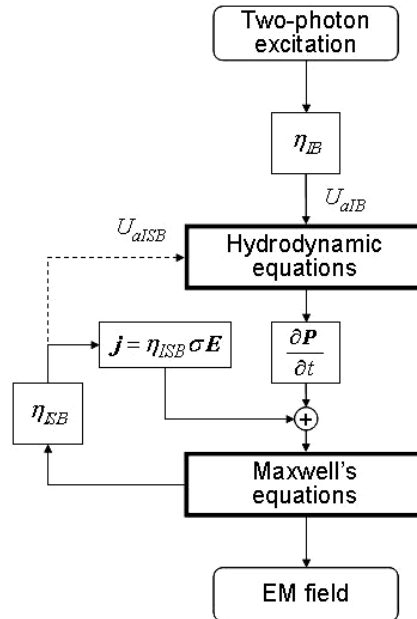 Two-photon
excitation
η_IB
U_aIB
U_aISB
Hydrodynamic
equations
j = η_ISB σE
∂P
∂t
η_ISB
+
Maxwell's
equations
EM field